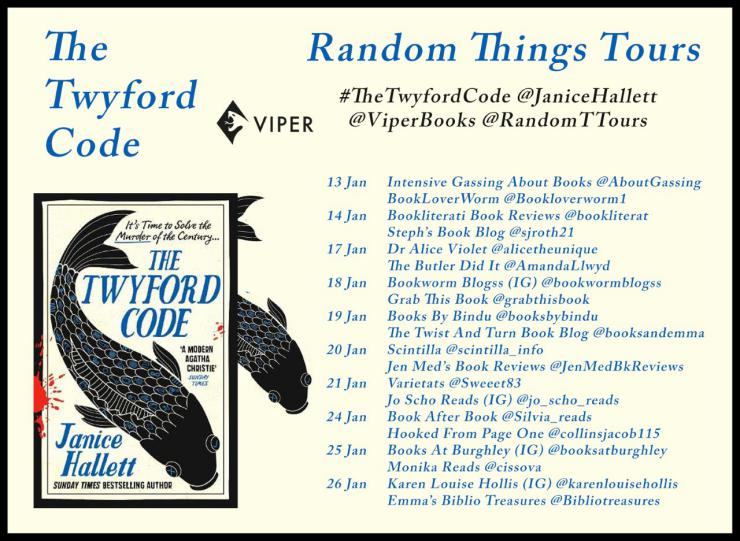 The
Twyford
Code
VIPER
Random Things Tours
#TheTwyfordCode @JaniceHallett
@ViperBooks @RandomTTours
It's Time to Solve the
Murder of the Century...
THE
TWYFORD
CODE
'A MODERN
AGATHA
CHRISTIE'
SUNDAY
TIMES
Janice
Hallett
SUNDAY TIMES BESTSELLING AUTHOR
13 Jan Intensive Gassing About Books @AboutGassing
BookLoverWorm @Bookloverworm1
14 Jan Bookliterati Book Reviews @bookliterat
Steph's Book Blog @sjroth21
17 Jan Dr Alice Violet @alicetheunique
The Butler Did It @AmandaLlwyd
18 Jan Bookworm Blogss (IG) @bookwormblogss
Grab This Book @grabthisbook
19 Jan Books By Bindu @booksbybindu
The Twist And Turn Book Blog @booksandemma
20 Jan Scintilla @scintilla_info
Jen Med's Book Reviews @JenMedBkReviews
21 Jan Varietats @Sweeet83
Jo Scho Reads (IG) @jo_scho_reads
24 Jan Book After Book @Silvia_reads
Hooked From Page One @collinsjacob115
25 Jan Books At Burghley (IG) @booksatburghley
Monika Reads @cissova
26 Jan Karen Louise Hollis (IG) @karenlouisehollis
Emma's Biblio Treasures @Bibliotreasures